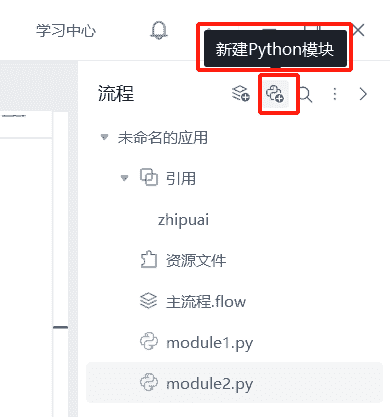 学习中心
新建Python模块
流程
未命名的应用
引用
zhipuai
资源文件
主流程.flow
module1.py
module2.py